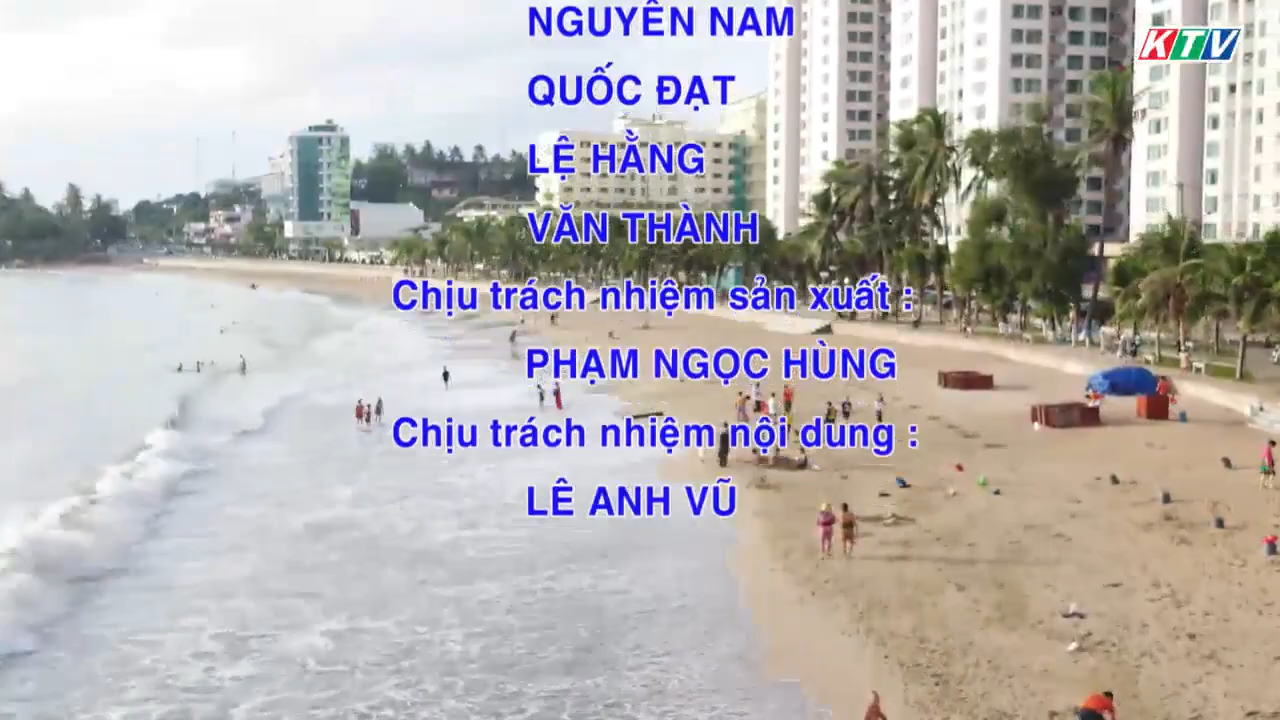 KTV
NGUYÊN NAM
QUỐC ĐẠT
LỆ HẰNG
VĂN THÀNH
Chịu trách nhiệm sản xuất :
PHẠM NGỌC HÙNG
Chịu trách nhiệm nội dung :
LÊ ANH VŨ